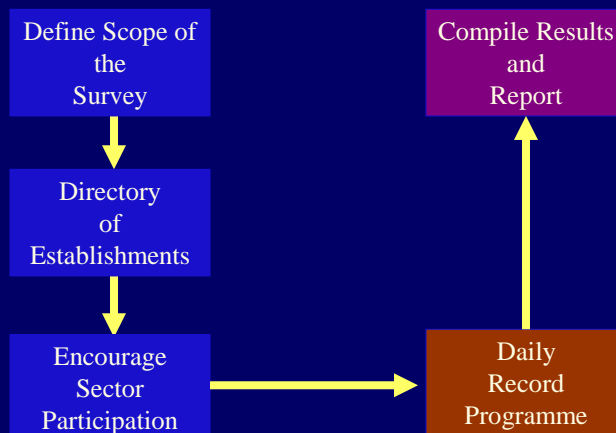 Define Scope of
the
Survey
Directory
of
Establishments
Encourage
Sector
Participation
Daily
Record
Programme
Compile Results
and
Report